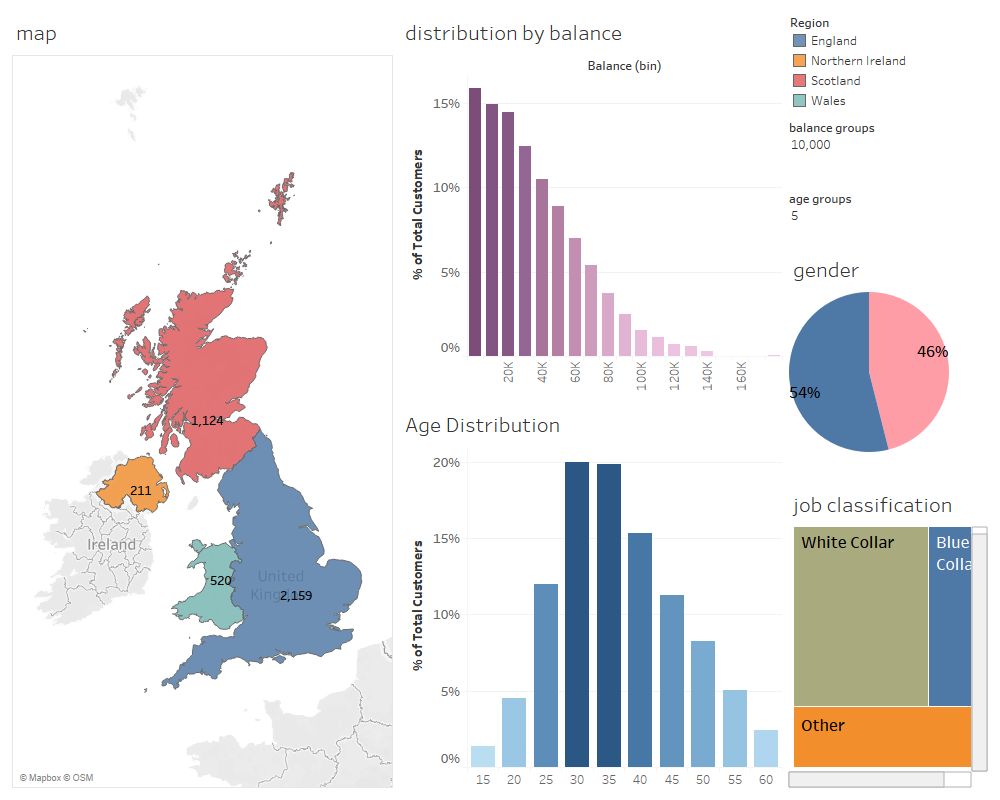 map
1,124
211
Ireland
520
United
King
2,159
© Mapbox © OSM
distribution by balance
Balance (bin)
% of Total Customers
15%
10%
5%
0%
20K
40K
60K
80K
100K
120K
140K
160K
Age Distribution
% of Total Customers
20%
15%
10%
5%
0%
15 20 25 30 35 40 45 50 55 60
Region
England
Northern Ireland
Scotland
Wales
balance groups
10,000
age groups
5
gender
46%
54%
job classification
White Collar
Blue
Colla
Other